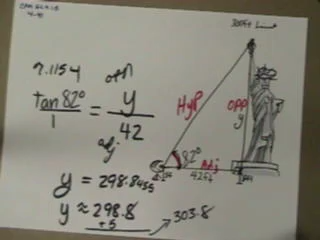 305ft
7.1154
opp
tan 82° = y
1 42
adj
Hyp
OPP
y
82°
Adj
42ft
y = 298.8455
y ≈ 298.8
+5
303.8